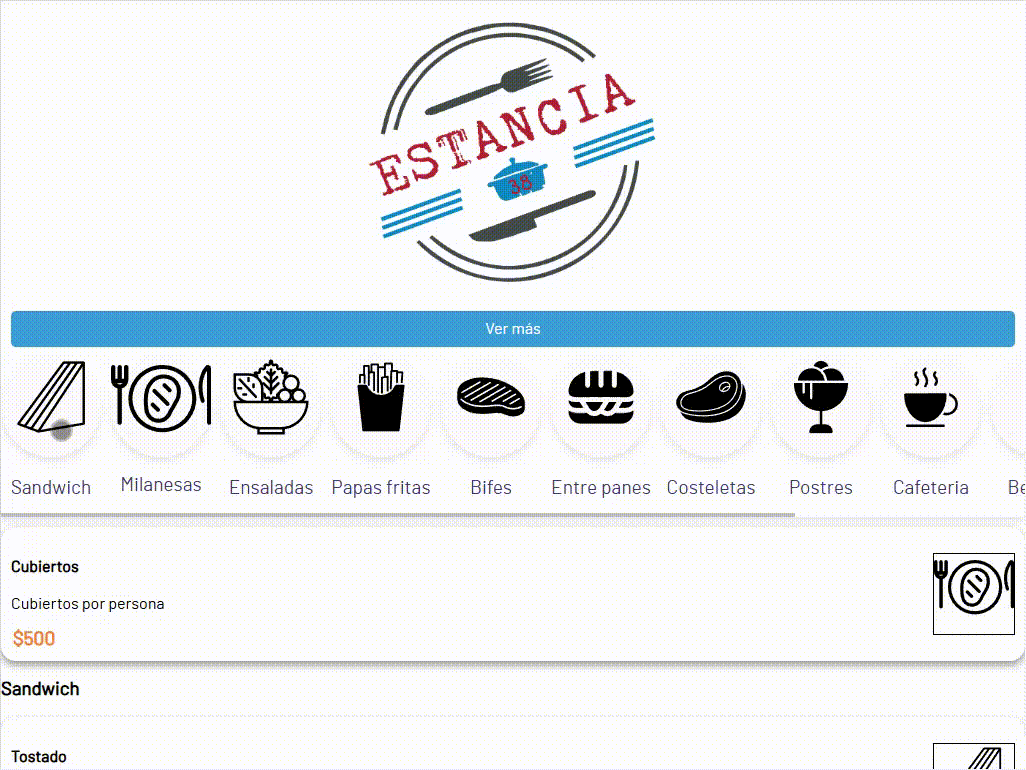 ESTANCIA
38
Ver más
Sandwich
Milanesas
Ensaladas
Papas fritas
Bifes
Entre panes
Costeletas
Postres
Cafeteria
Cubiertos
Cubiertos por persona
$500
Sandwich
Tostado